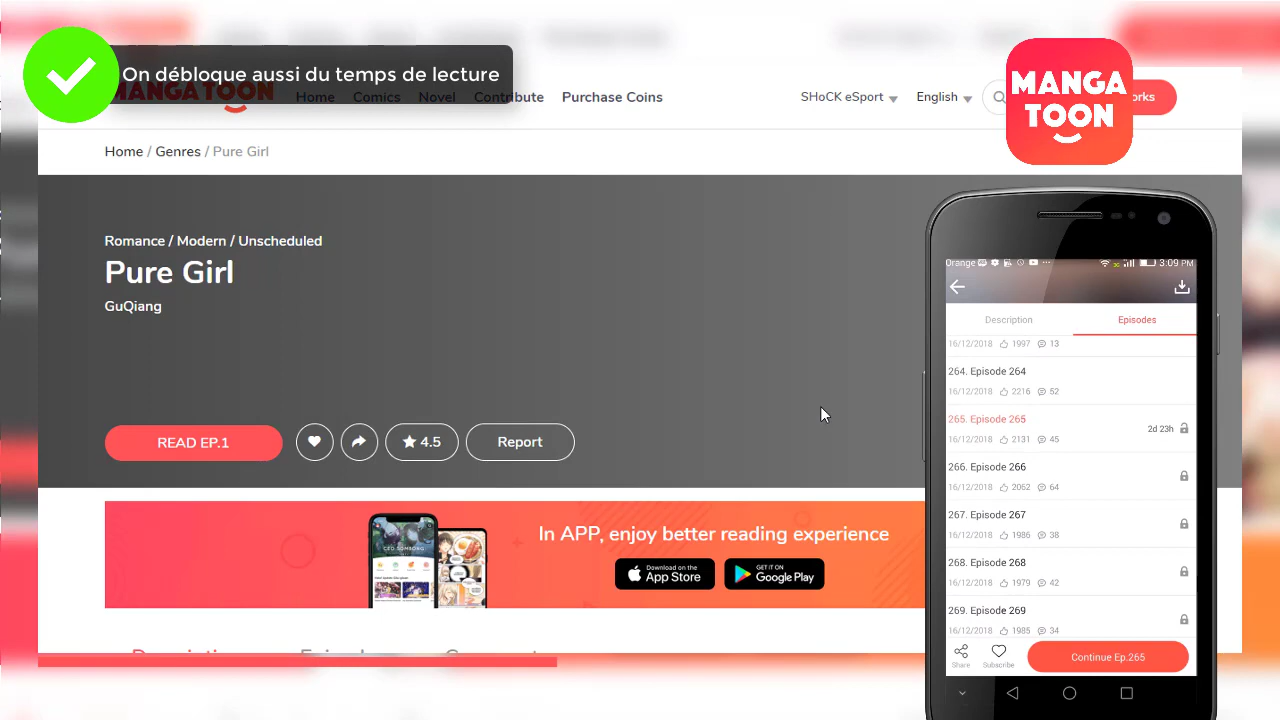 On débloque aussi du temps de lecture
MANGATOON
Home Comics Novel Contribute Purchase Coins
SHoCK eSport English
MANGA
TOON
Home / Genres / Pure Girl
Romance / Modern / Unscheduled
Pure Girl
GuQiang
READ EP.1
4.5
Report
In APP, enjoy better reading experience
Download on the
App Store
GET IT ON
Google Play
Orange
3:09 PM
Description Episodes
16/12/2018 1997 13
264. Episode 264
16/12/2018 2216 52
265. Episode 265
2d 23h
16/12/2018 2131 45
266. Episode 266
16/12/2018 2062 64
267. Episode 267
16/12/2018 1986 38
268. Episode 268
16/12/2018 1979 42
269. Episode 269
16/12/2018 1985 34
Share Subscribe
Continue Ep.265